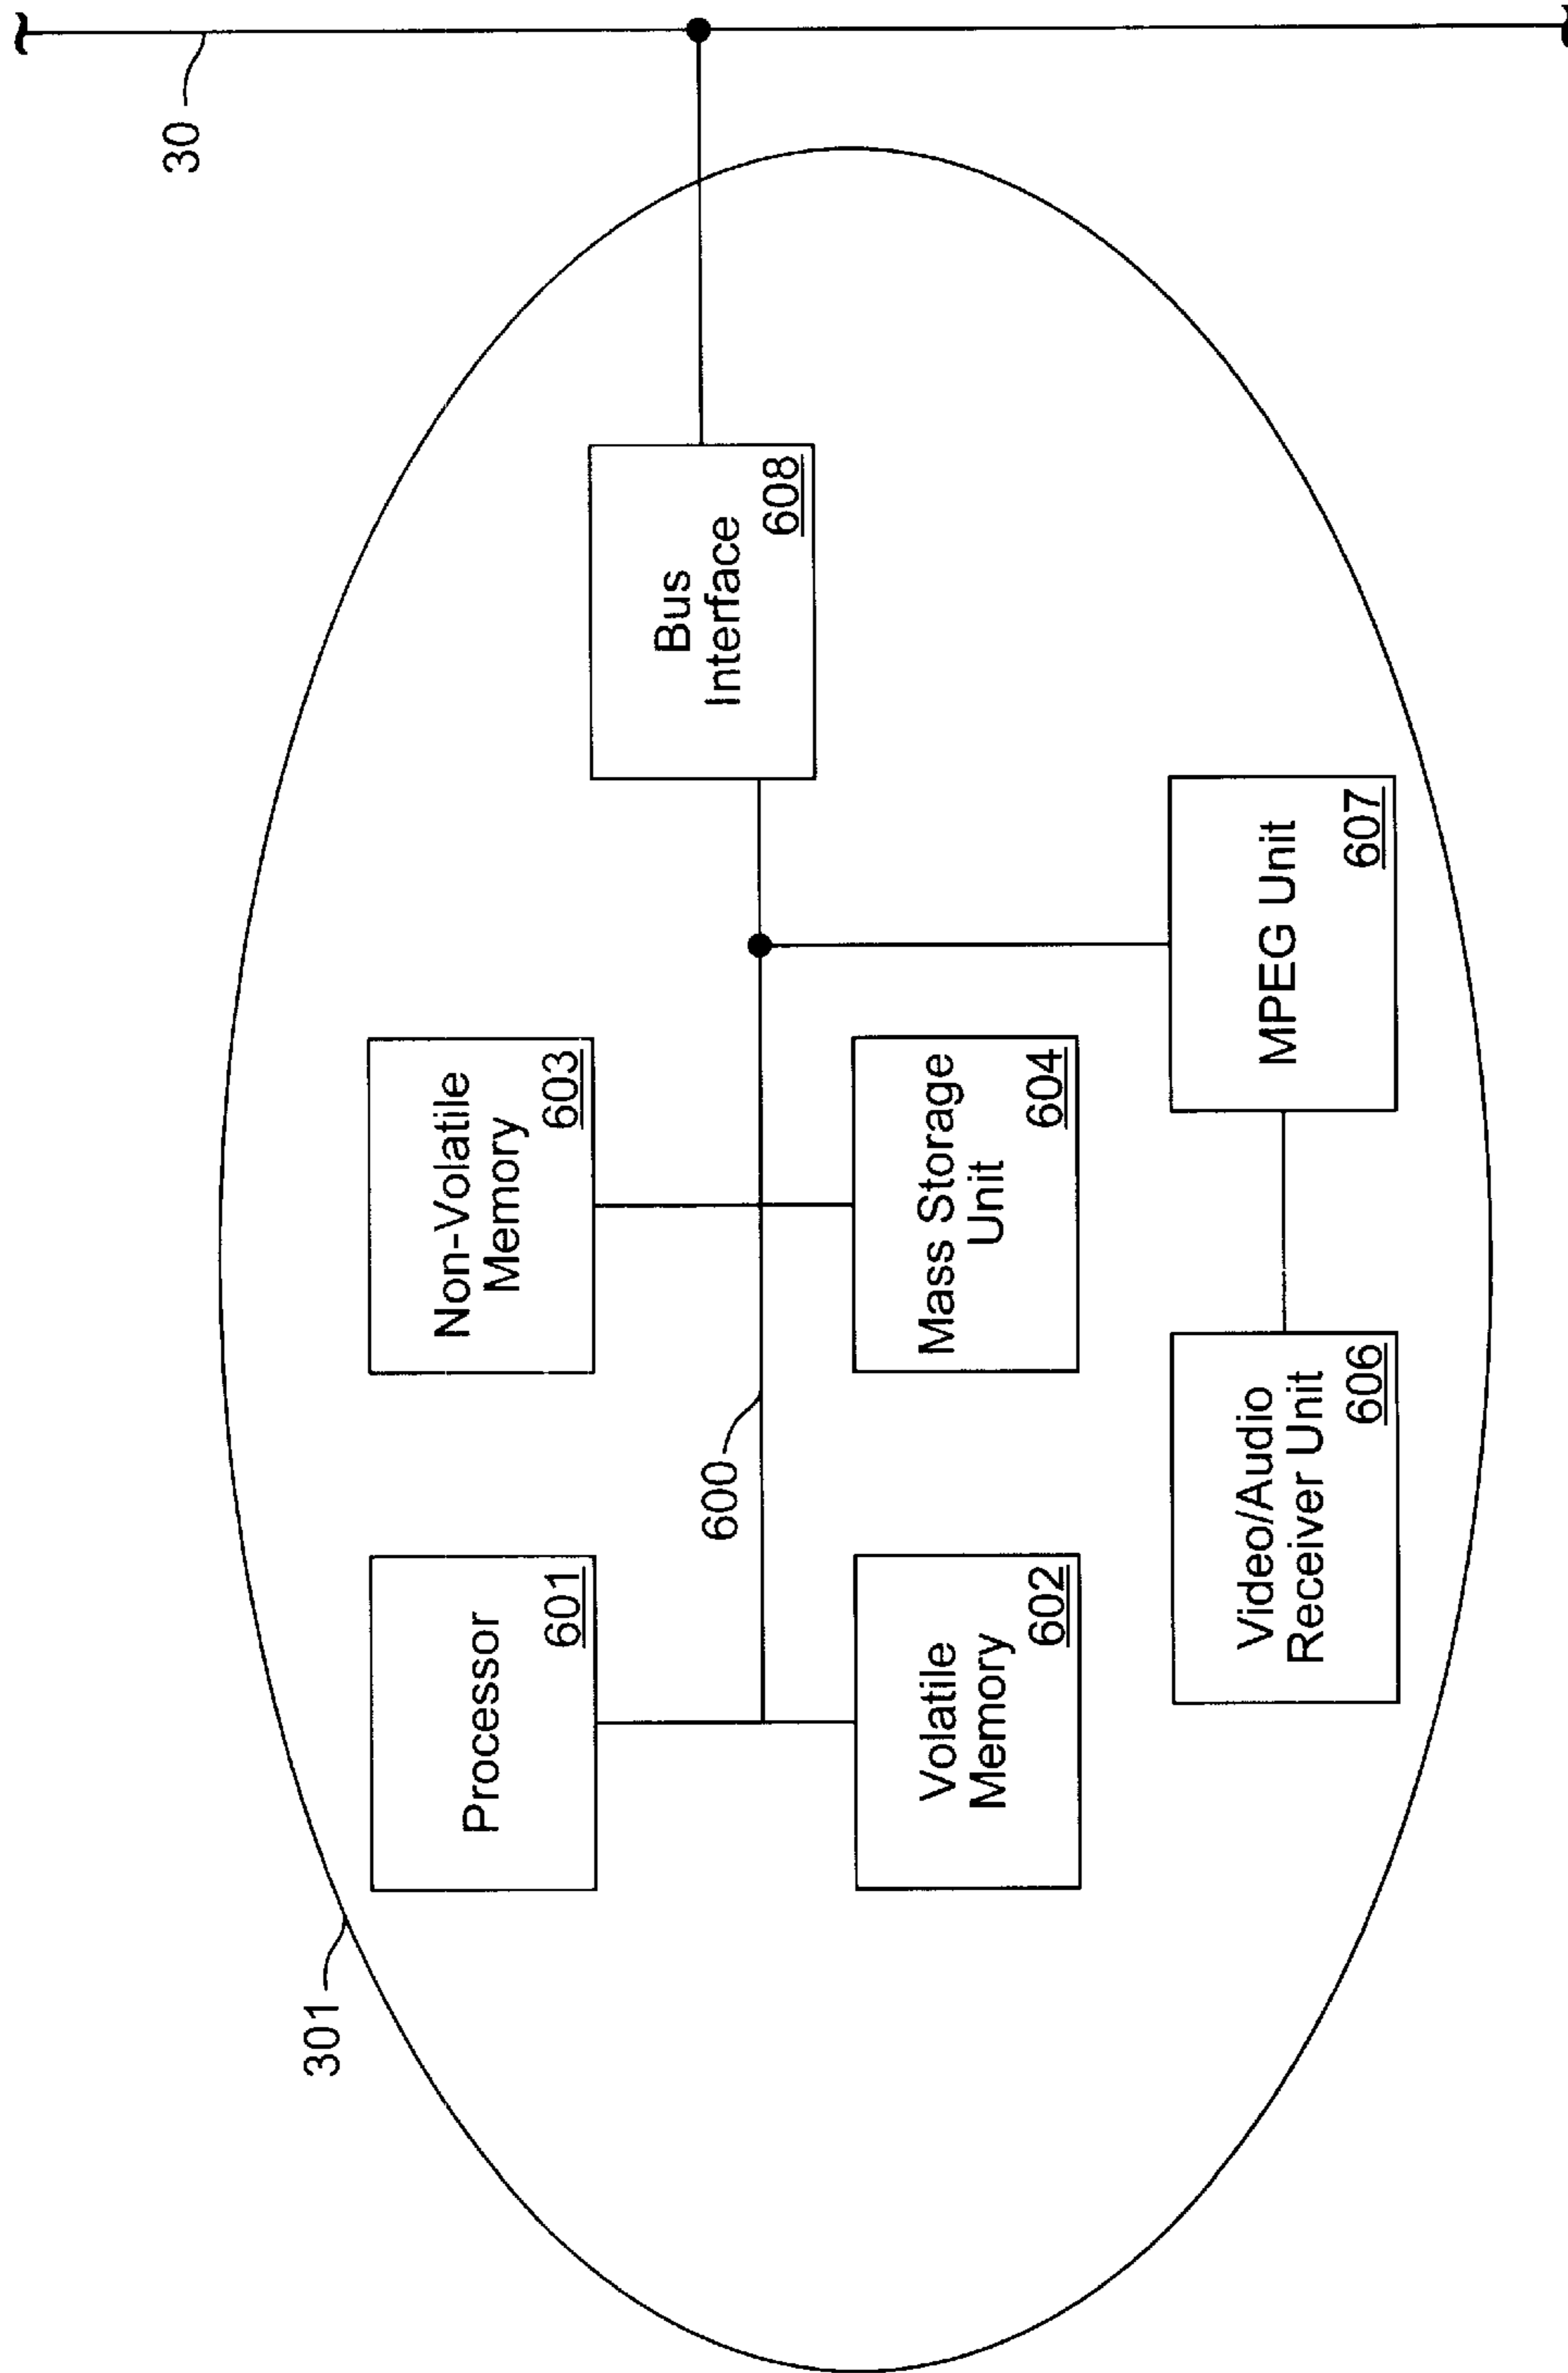 301
Processor
601
Non-Volatile
Memory
603
600
Volatile
Memory
602
Mass Storage
Unit
604
Bus
Interface
608
30
Video/Audio
Receiver Unit
606
MPEG Unit
607